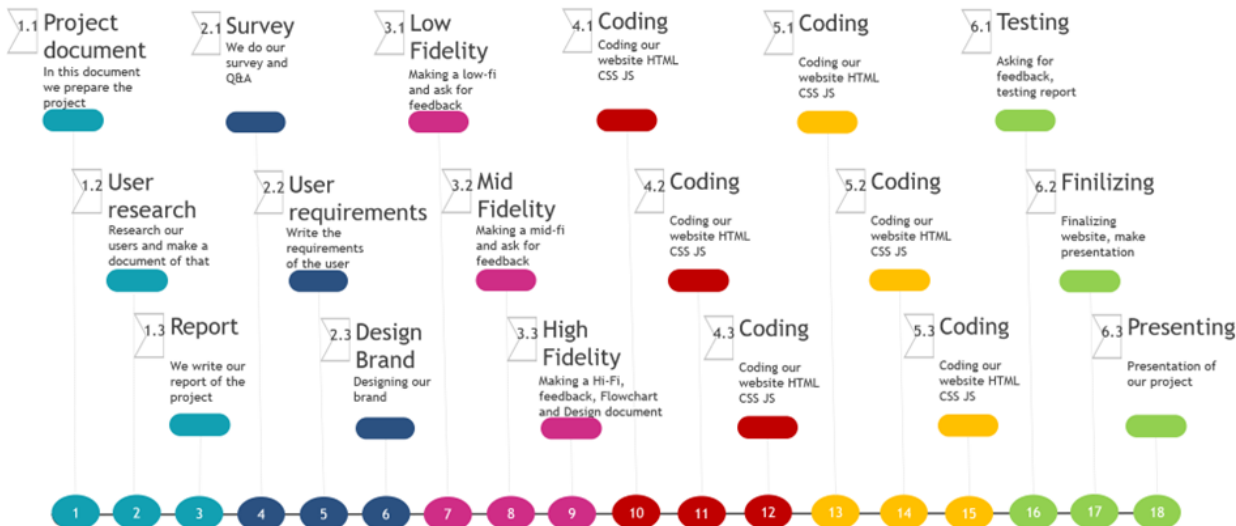 1.1 Project
document
In this document
we prepare the
project
2.1 Survey
We do our
survey and
Q&A
3.1 Low
Fidelity
Making a low-fi
and ask for
feedback
4.1 Coding
Coding our
website HTML
CSS JS
5.1 Coding
Coding our
website HTML
CSS JS
6.1 Testing
Asking for
feedback,
testing report
1.2 User
research
Research our
users and make a
document of that
2.2 User
requirements
Write the
requirements
of the user
3.2 Mid
Fidelity
Making a mid-fi
and ask for
feedback
4.2 Coding
Coding our
website HTML
CSS JS
5.2 Coding
Coding our
website HTML
CSS JS
6.2 Finilizing
Finalizing
website, make
presentation
1.3 Report
We write our
report of the
project
2.3 Design
Brand
Designing our
brand
3.3 High
Fidelity
Making a Hi-Fi,
feedback, Flowchart
and Design document
4.3 Coding
Coding our
website HTML
CSS JS
5.3 Coding
Coding our
website HTML
CSS JS
6.3 Presenting
Presentation of
our project
1 2 3 4 5 6 7 8 9 10 11 12 13 14 15 16 17 18